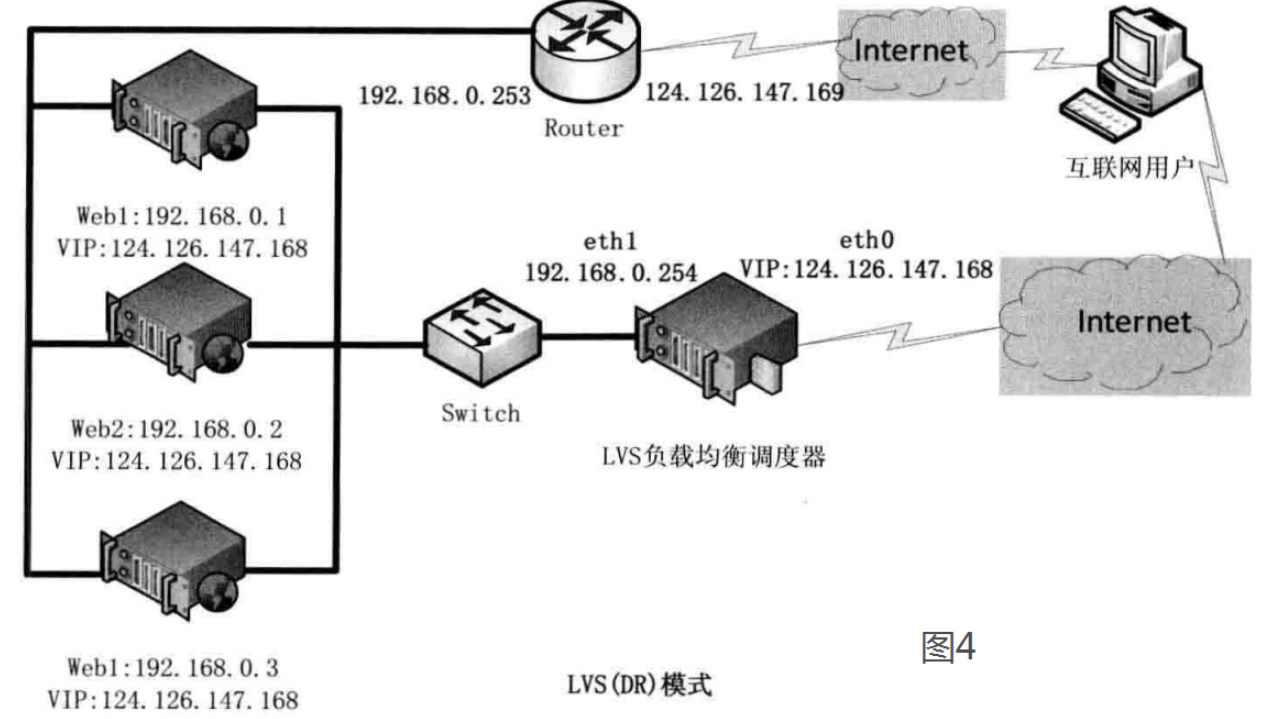 Internet
192.168.0.253
124.126.147.169
Router
互联网用户
Web1:192.168.0.1
VIP:124.126.147.168
eth1
192.168.0.254
eth0
VIP:124.126.147.168
Internet
Switch
LVS负载均衡调度器
Web2:192.168.0.2
VIP:124.126.147.168
Web1:192.168.0.3
VIP:124.126.147.168
LVS(DR)模式
图4